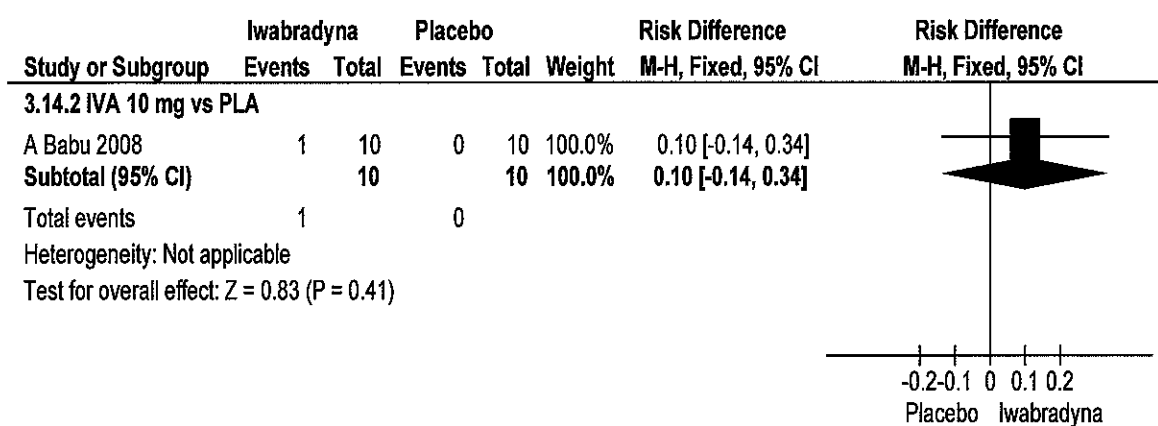 Iwabradyna Placebo Risk Difference Risk Difference
Study or Subgroup Events Total Events Total Weight M-H, Fixed, 95% CI M-H, Fixed, 95% CI
3.14.2 IVA 10 mg vs PLA
A Babu 2008 1 10 0 10 100.0% 0.10 [-0.14, 0.34]
Subtotal (95% CI) 10 10 100.0% 0.10 [-0.14, 0.34]
Total events 1 0
Heterogeneity: Not applicable
Test for overall effect: Z = 0.83 (P = 0.41)
-0.2 -0.1 0 0.1 0.2
Placebo Iwabradyna